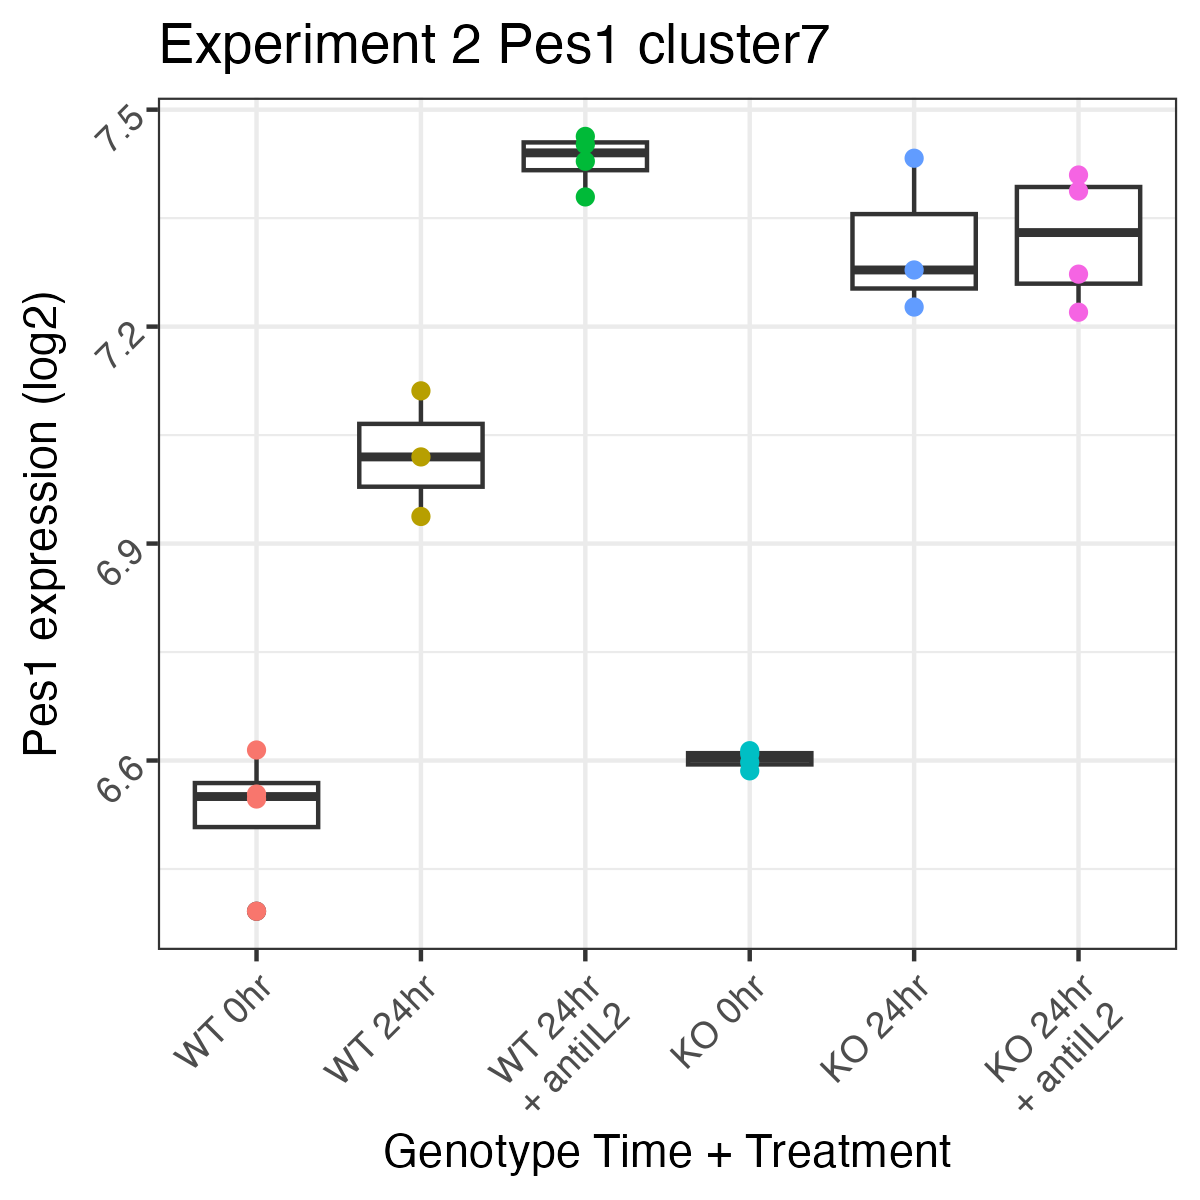 Experiment 2 Pes1 cluster7
Pes1 expression (log2)
7.5
7.2
6.9
6.6
WT 0hr
WT 24hr
WT 24hr
+ antiIL2
KO 0hr
KO 24hr
KO 24hr
+ antiIL2
Genotype Time + Treatment